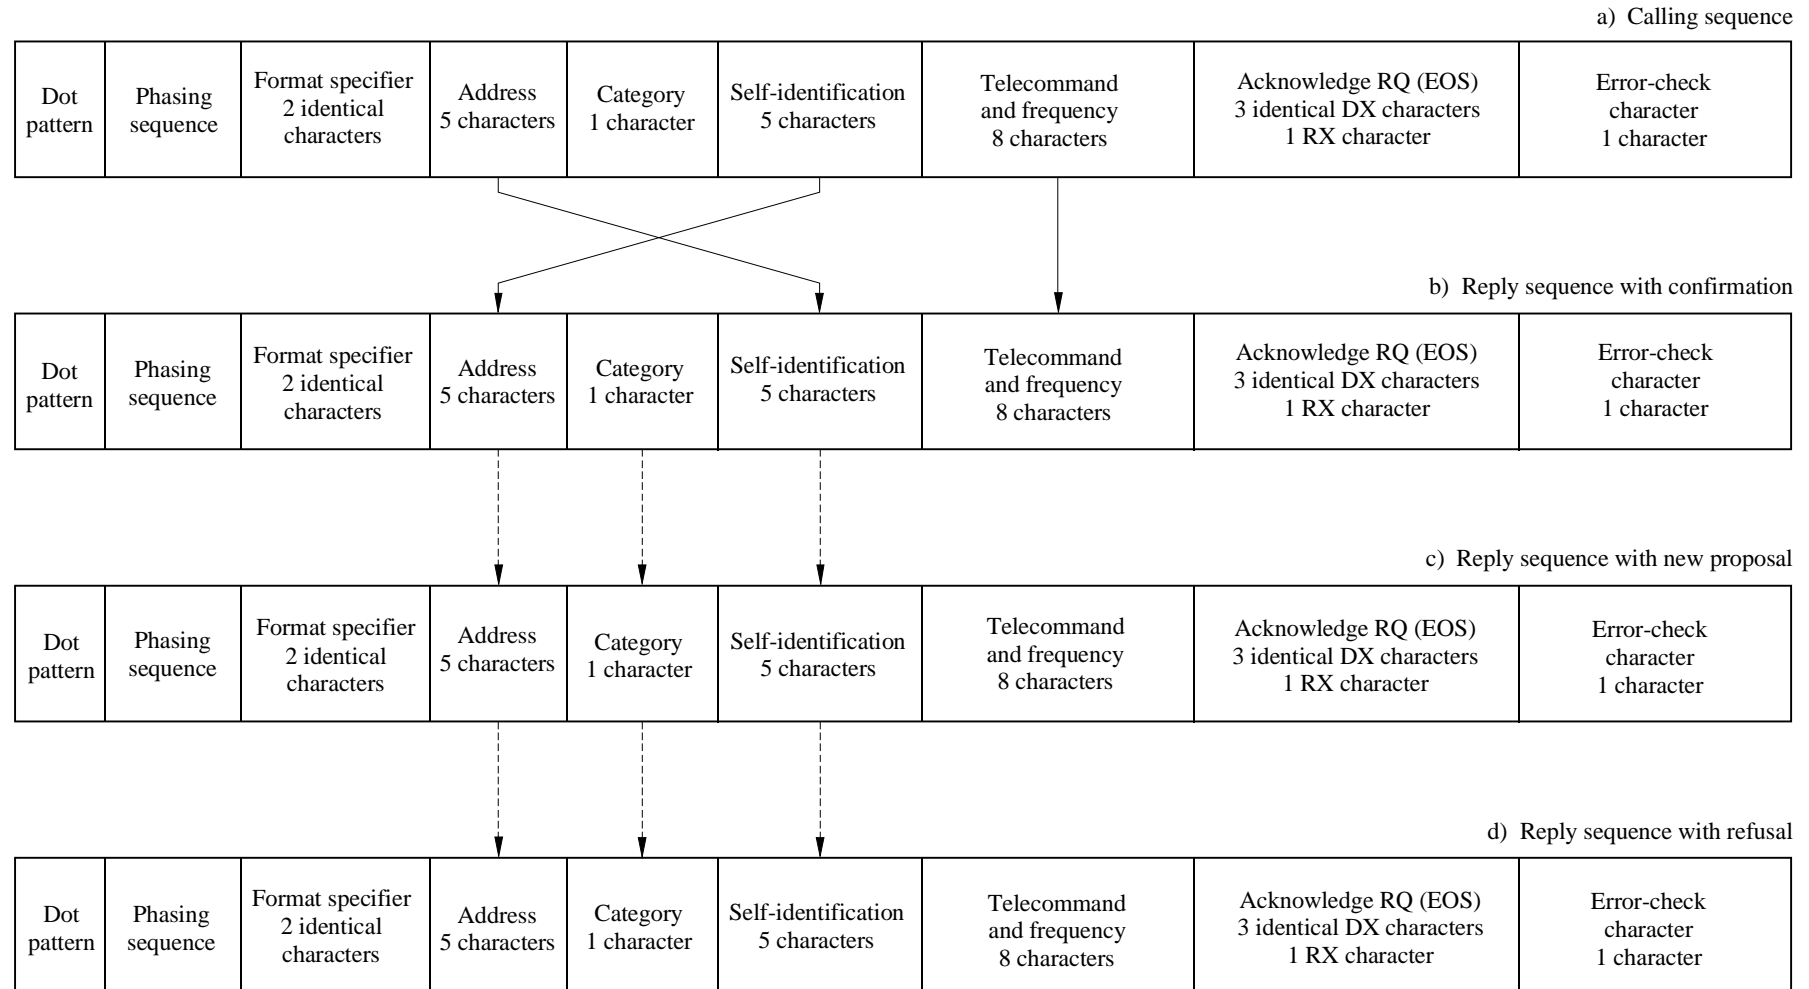 a) Calling sequence
Dot
pattern
Phasing
sequence
Format specifier
2 identical
characters
Address
5 characters
Category
1 character
Self-identification
5 characters
Telecommand
and frequency
8 characters
Acknowledge RQ (EOS)
3 identical DX characters
1 RX character
Error-check
character
1 character
b) Reply sequence with confirmation
Dot
pattern
Phasing
sequence
Format specifier
2 identical
characters
Address
5 characters
Category
1 character
Self-identification
5 characters
Telecommand
and frequency
8 characters
Acknowledge RQ (EOS)
3 identical DX characters
1 RX character
Error-check
character
1 character
c) Reply sequence with new proposal
Dot
pattern
Phasing
sequence
Format specifier
2 identical
characters
Address
5 characters
Category
1 character
Self-identification
5 characters
Telecommand
and frequency
8 characters
Acknowledge RQ (EOS)
3 identical DX characters
1 RX character
Error-check
character
1 character
d) Reply sequence with refusal
Dot
pattern
Phasing
sequence
Format specifier
2 identical
characters
Address
5 characters
Category
1 character
Self-identification
5 characters
Telecommand
and frequency
8 characters
Acknowledge RQ (EOS)
3 identical DX characters
1 RX character
Error-check
character
1 character